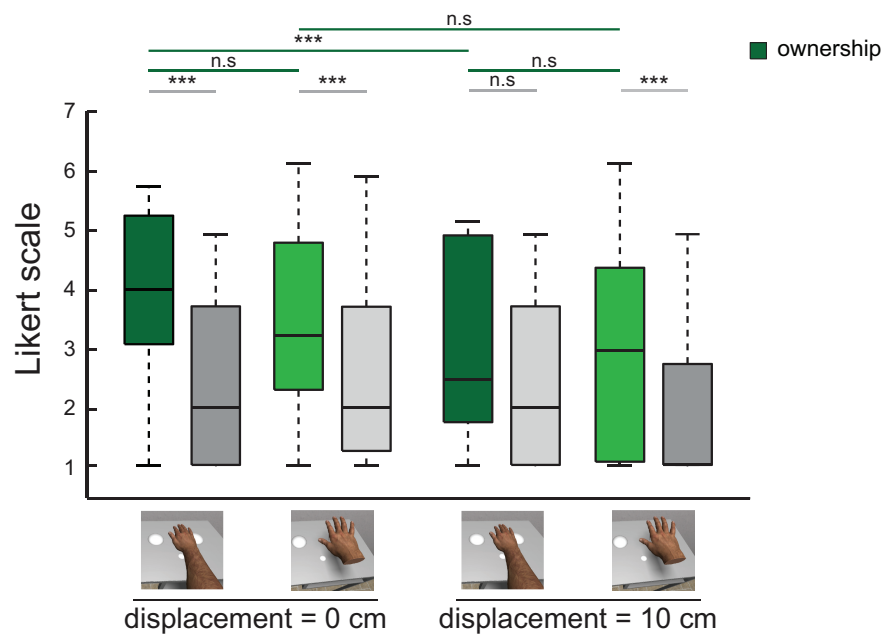 n.s
***
ownership
n.s
n.s
***
***
n.s
***
7
6
5
4
3
2
1
Likert scale
displacement = 0 cm
displacement = 10 cm